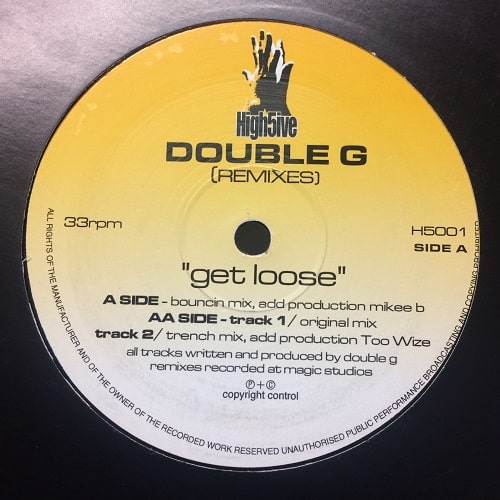 High5ive
DOUBLE G
(REMIXES)
33rpm
H5001
SIDE A
"get loose"
A SIDE - bouncin mix, add production mikee b
AA SIDE - track 1/ original mix
track 2/ trench mix, add production Too Wize
all tracks written and produced by double g
remixes recorded at magic studios
℗ + ©
copyright control
ALL RIGHTS OF THE MANUFACTURER AND OF THE OWNER OF THE RECORDED WORK RESERVED UNAUTHORISED PUBLIC PERFORMANCE BROADCASTING AND COPYING PROHIBITED